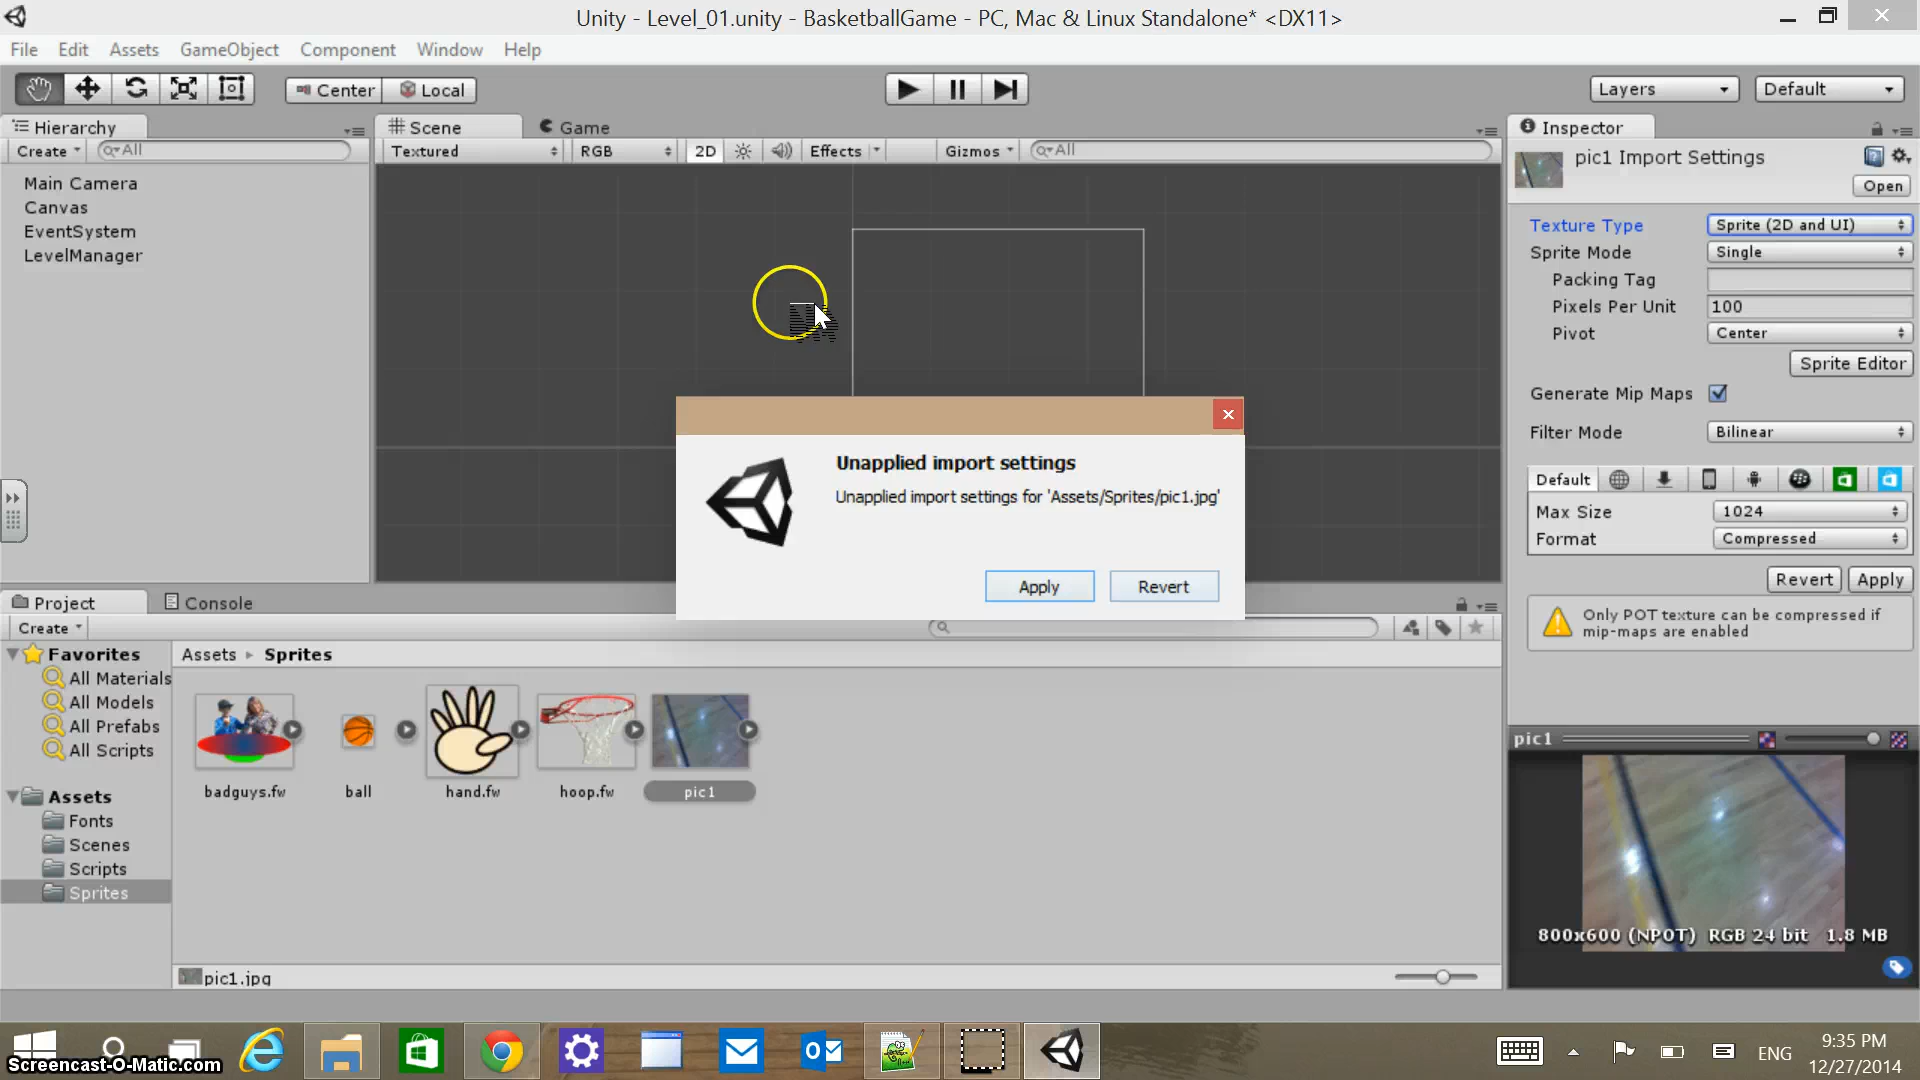 Unity - Level_01.unity - BasketballGame - PC, Mac & Linux Standalone* <DX11>
File Edit Assets GameObject Component Window Help
Center Local Layers Default
Hierarchy
Create All
Main Camera
Canvas
EventSystem
LevelManager
Scene Game
Textured RGB 2D Effects Gizmos All
Inspector
pic1 Import Settings
Open
Texture Type Sprite (2D and UI)
Sprite Mode Single
Packing Tag
Pixels Per Unit 100
Pivot Center
Sprite Editor
Generate Mip Maps
Filter Mode Bilinear
Default
Max Size 1024
Format Compressed
Revert Apply
Only POT texture can be compressed if
mip-maps are enabled
Unapplied import settings
Unapplied import settings for 'Assets/Sprites/pic1.jpg'
Apply Revert
Project Console
Create
Favorites
All Materials
All Models
All Prefabs
All Scripts
Assets
Fonts
Scenes
Scripts
Sprites
Assets Sprites
badguys.fw ball hand.fw hoop.fw pic1
pic1.jpg
pic1
800x600 (NPOT) RGB 24 bit 1.8 MB
Screencast-O-Matic.com
ENG
9:35 PM
12/27/2014